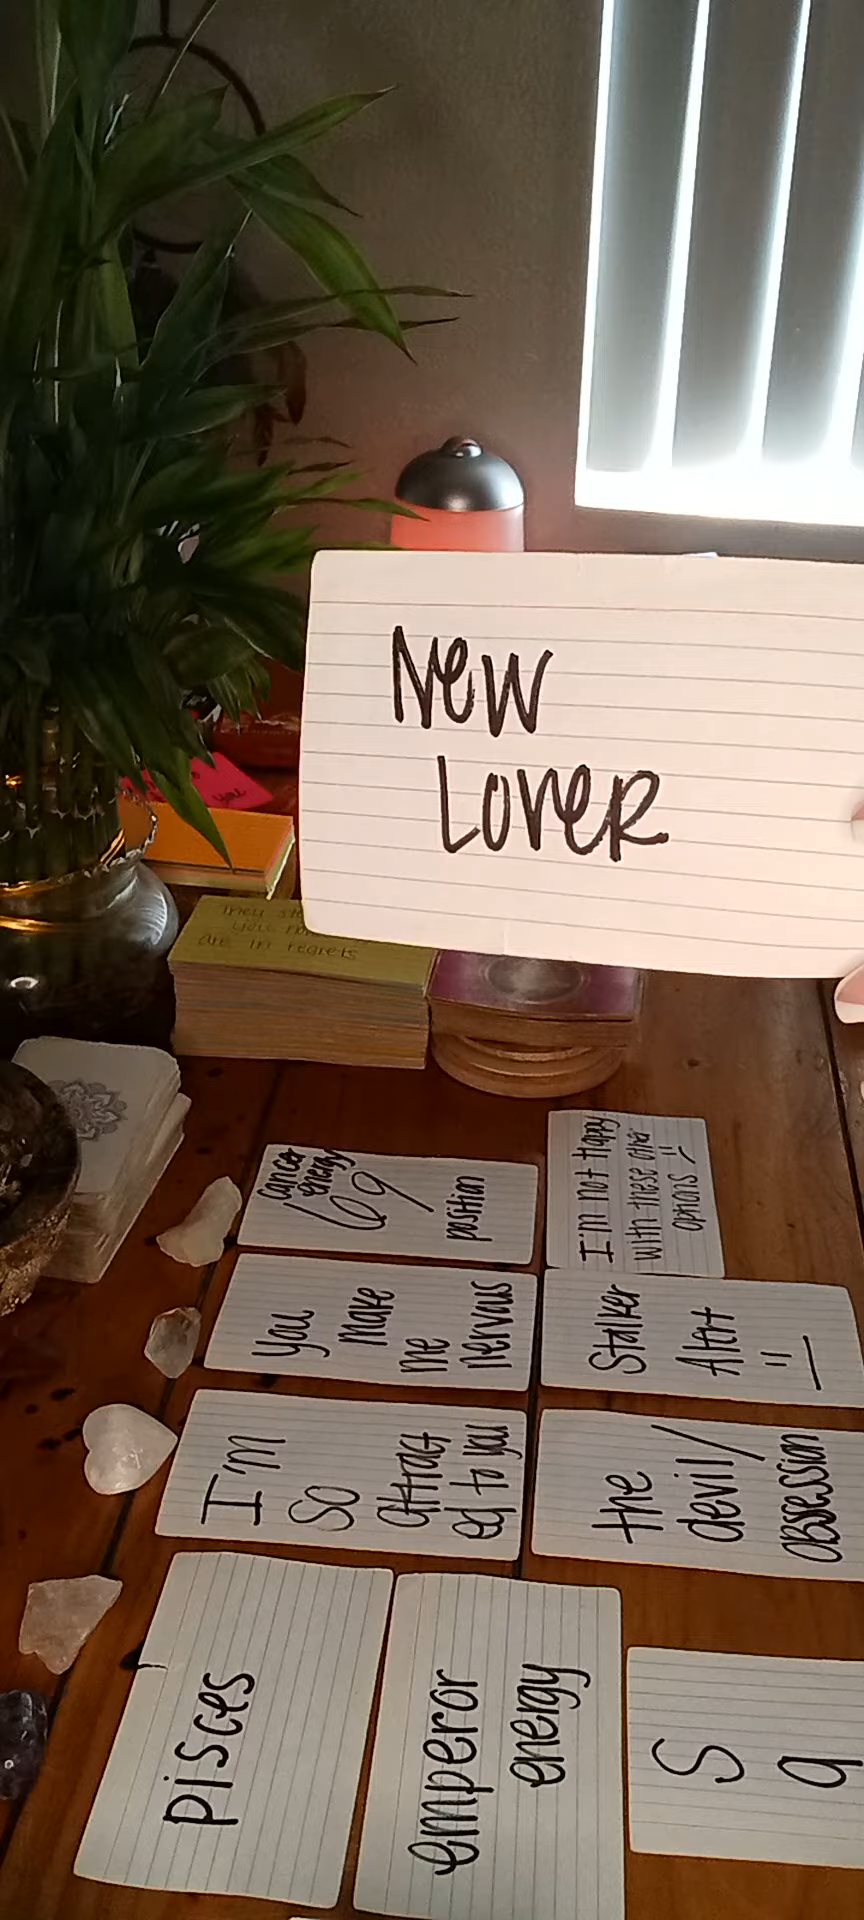 New
Lover
you
are in regrets
cancer
energy
69
position
I'm not Happy
with these other
options
You
make
me
nervous
Stalker
Alert
I'm
so
attract
ed to you
the
devil/
obsession
Pisces
emperor
energy
S